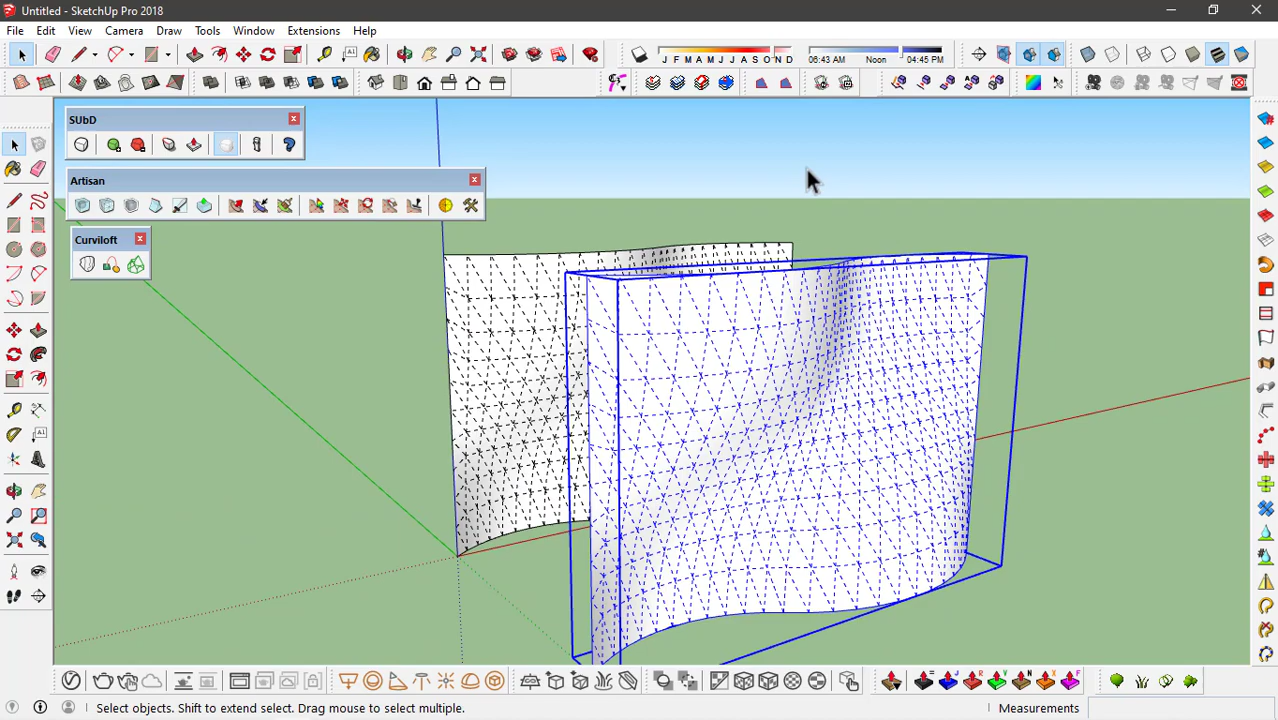 Untitled - SketchUp Pro 2018
File Edit View Camera Draw Tools Window Extensions Help
J F M A M J J A S O N D
06:43 AM Noon 04:45 PM
SUbD
Artisan
Curviloft
Select objects. Shift to extend select. Drag mouse to select multiple.
Measurements